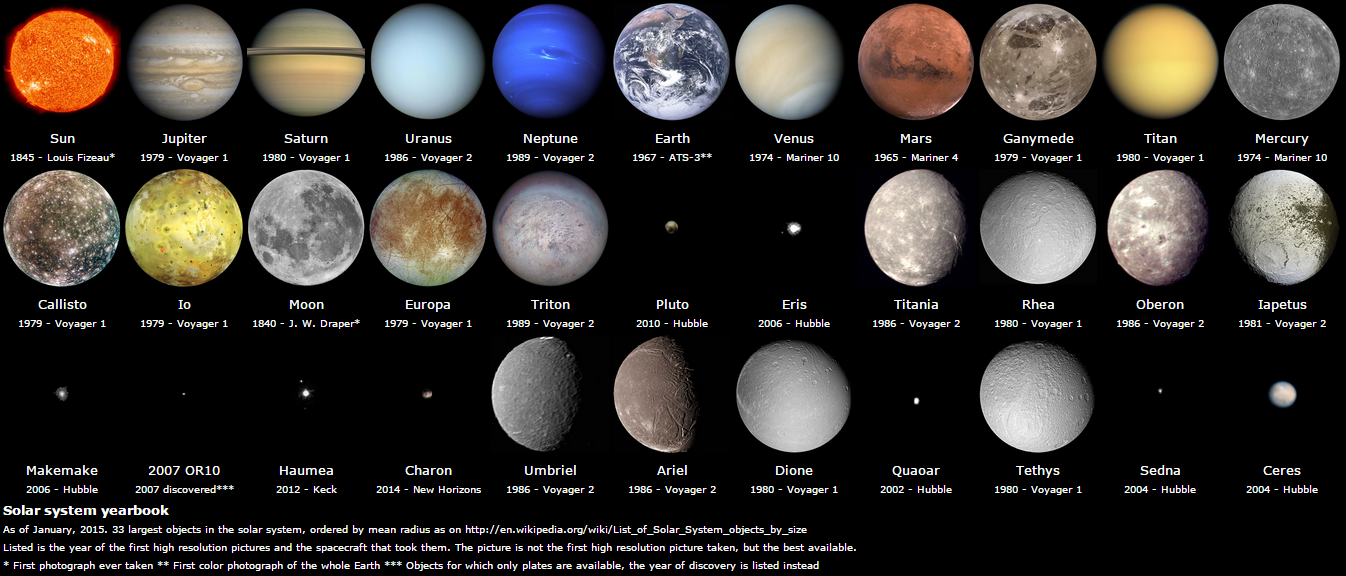 Sun Jupiter Saturn Uranus Neptune Earth Venus Mars Ganymede Titan Mercury
1845 - Louis Fizeau* 1979 - Voyager 1 1980 - Voyager 1 1986 - Voyager 2 1989 - Voyager 2 1967 - ATS-3** 1974 - Mariner 10 1965 - Mariner 4 1979 - Voyager 1 1980 - Voyager 1 1974 - Mariner 10
Callisto Io Moon Europa Triton Pluto Eris Titania Rhea Oberon Iapetus
1979 - Voyager 1 1979 - Voyager 1 1840 - J. W. Draper* 1979 - Voyager 1 1989 - Voyager 2 2010 - Hubble 2006 - Hubble 1986 - Voyager 2 1980 - Voyager 1 1986 - Voyager 2 1981 - Voyager 2
Makemake 2007 OR10 Haumea Charon Umbriel Ariel Dione Quaoar Tethys Sedna Ceres
2006 - Hubble 2007 discovered*** 2012 - Keck 2014 - New Horizons 1986 - Voyager 2 1986 - Voyager 2 1980 - Voyager 1 2002 - Hubble 1980 - Voyager 1 2004 - Hubble 2004 - Hubble
Solar system yearbook
As of January, 2015. 33 largest objects in the solar system, ordered by mean radius as on http://en.wikipedia.org/wiki/List_of_Solar_System_objects_by_size
Listed is the year of the first high resolution pictures and the spacecraft that took them. The picture is not the first high resolution picture taken, but the best available.
* First photograph ever taken ** First color photograph of the whole Earth *** Objects for which only plates are available, the year of discovery is listed instead